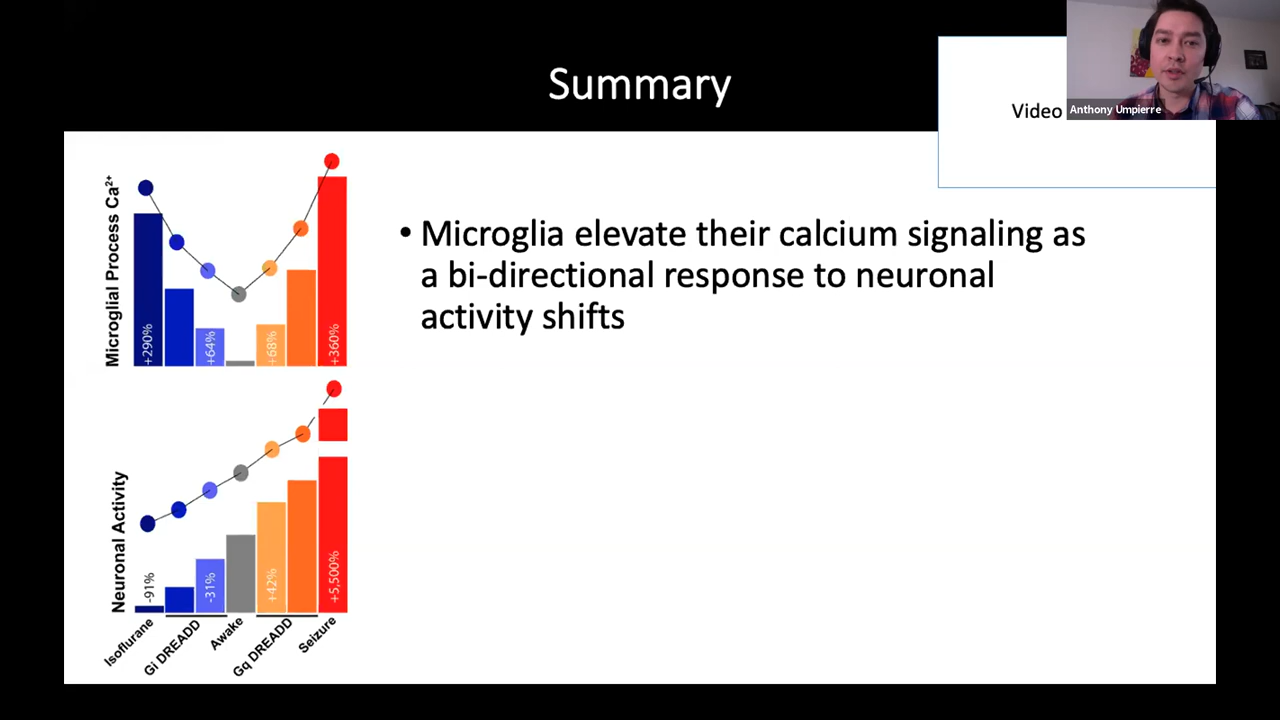 Summary
Video
Anthony Umpierre
Microglial Process Ca²⁺
+290%
+64%
+68%
+360%
• Microglia elevate their calcium signaling as
a bi-directional response to neuronal
activity shifts
Neuronal Activity
-91%
-31%
+42%
+5,500%
Isoflurane
Gi DREADD
Awake
Gq DREADD
Seizure